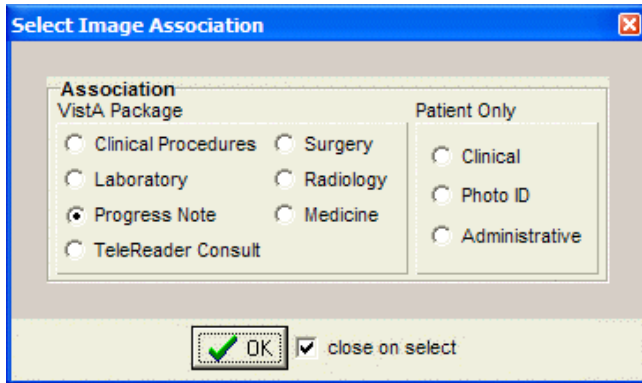 Select Image Association
Association
VistA Package
Patient Only
Clinical Procedures
Surgery
Laboratory
Radiology
Progress Note
Medicine
TeleReader Consult
Clinical
Photo ID
Administrative
OK
close on select